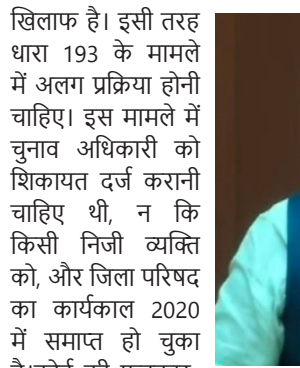 खिलाफ है। इसी तरह
धारा 193 के मामले
में अलग प्रक्रिया होनी
चाहिए। इस मामले में
चुनाव अधिकारी को
शिकायत दर्ज करानी
चाहिए थी, न कि
किसी निजी व्यक्ति
को, और जिला परिषद
का कार्यकाल 2020
में समाप्त हो चुका